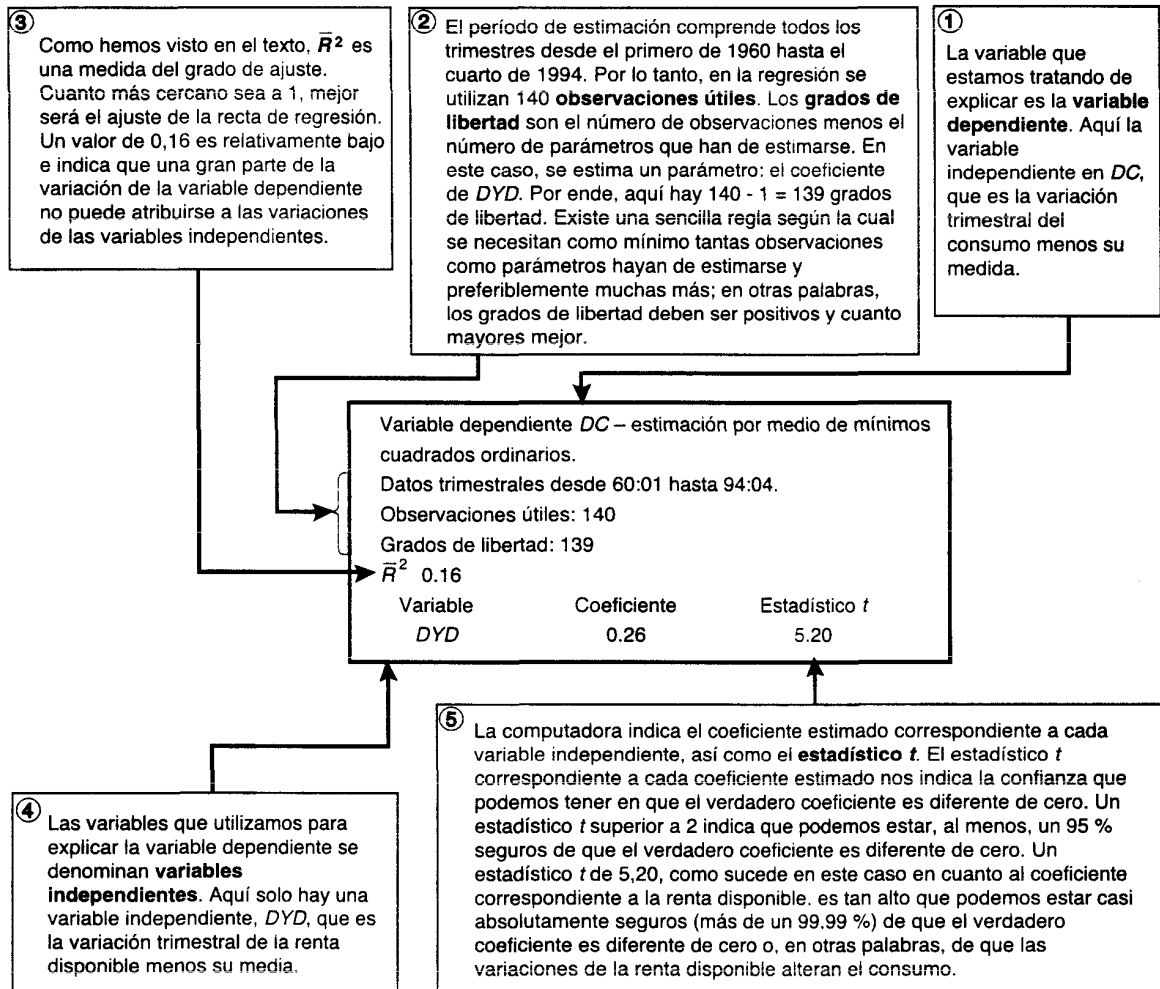 ③
Como hemos visto en el texto, R̅² es
una medida del grado de ajuste.
Cuanto más cercano sea a 1, mejor
será el ajuste de la recta de regresión.
Un valor de 0,16 es relativamente bajo
e indica que una gran parte de la
variación de la variable dependiente
no puede atribuirse a las variaciones
de las variables independientes.
② El período de estimación comprende todos los
trimestres desde el primero de 1960 hasta el
cuarto de 1994. Por lo tanto, en la regresión se
utilizan 140 observaciones útiles. Los grados de
libertad son el número de observaciones menos el
número de parámetros que han de estimarse. En
este caso, se estima un parámetro: el coeficiente
de DYD. Por ende, aquí hay 140 - 1 = 139 grados
de libertad. Existe una sencilla regla según la cual
se necesitan como mínimo tantas observaciones
como parámetros hayan de estimarse y
preferiblemente muchas más; en otras palabras,
los grados de libertad deben ser positivos y cuanto
mayores mejor.
①
La variable que
estamos tratando de
explicar es la variable
dependiente. Aquí la
variable
independiente en DC,
que es la variación
trimestral del
consumo menos su
medida.
Variable dependiente DC – estimación por medio de mínimos
cuadrados ordinarios.
Datos trimestrales desde 60:01 hasta 94:04.
Observaciones útiles: 140
Grados de libertad: 139
R̅² 0.16
Variable Coeficiente Estadístico t
DYD 0.26 5.20
④ Las variables que utilizamos para
explicar la variable dependiente se
denominan variables
independientes. Aquí solo hay una
variable independiente, DYD, que es
la variación trimestral de la renta
disponible menos su media.
⑤ La computadora indica el coeficiente estimado correspondiente a cada
variable independiente, así como el estadístico t. El estadístico t
correspondiente a cada coeficiente estimado nos indica la confianza que
podemos tener en que el verdadero coeficiente es diferente de cero. Un
estadístico t superior a 2 indica que podemos estar, al menos, un 95 %
seguros de que el verdadero coeficiente es diferente de cero. Un
estadístico t de 5,20, como sucede en este caso en cuanto al coeficiente
correspondiente a la renta disponible. es tan alto que podemos estar casi
absolutamente seguros (más de un 99.99 %) de que el verdadero
coeficiente es diferente de cero o, en otras palabras, de que las
variaciones de la renta disponible alteran el consumo.